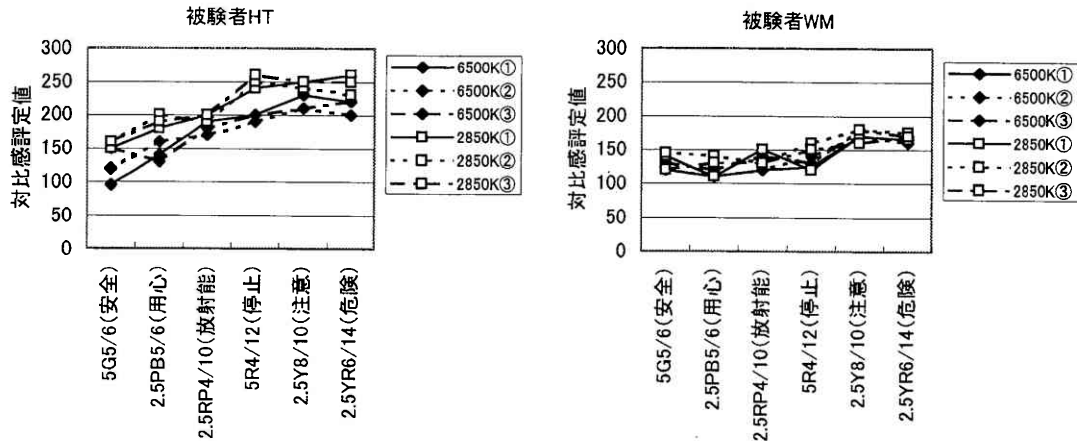 被験者HT
300
250
200
150
100
50
0
対比感評定値
5G5/6(安全)
2.5PB5/6(用心)
2.5RP4/10(放射能)
5R4/12(停止)
2.5Y8/10(注意)
2.5YR6/14(危険)
6500K①
6500K②
6500K③
2850K①
2850K②
2850K③
被験者WM
300
250
200
150
100
50
0
対比感評定値
5G5/6(安全)
2.5PB5/6(用心)
2.5RP4/10(放射能)
5R4/12(停止)
2.5Y8/10(注意)
2.5YR6/14(危険)
6500K①
6500K②
6500K③
2850K①
2850K②
2850K③